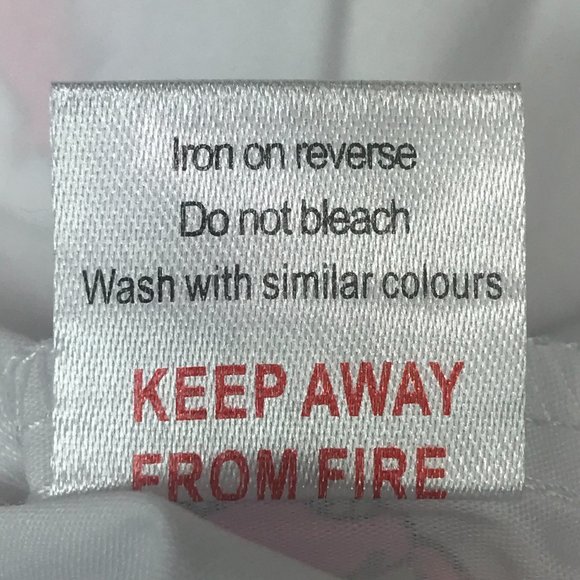 Iron on reverse
Do not bleach
Wash with similar colours
KEEP AWAY
FROM FIRE